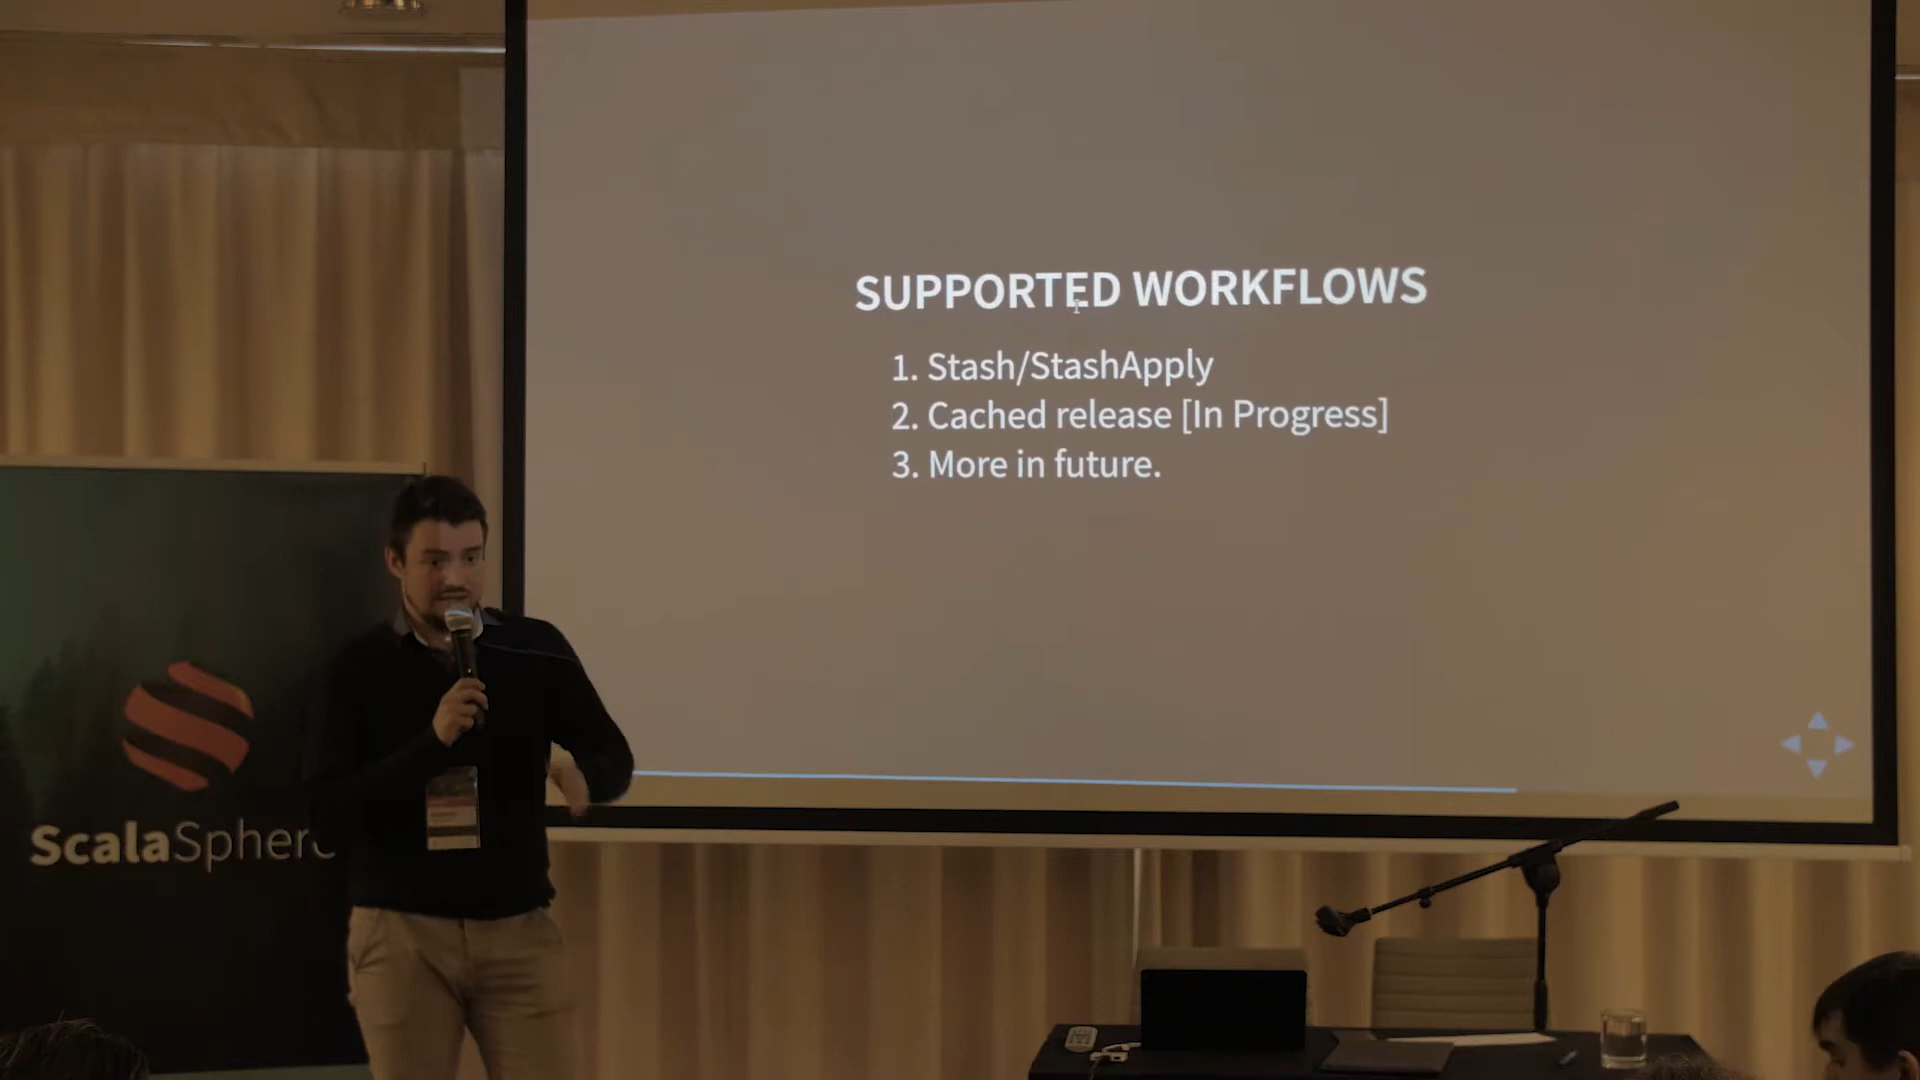 SUPPORTED WORKFLOWS
1. Stash/StashApply
2. Cached release [In Progress]
3. More in future.
ScalaSphere